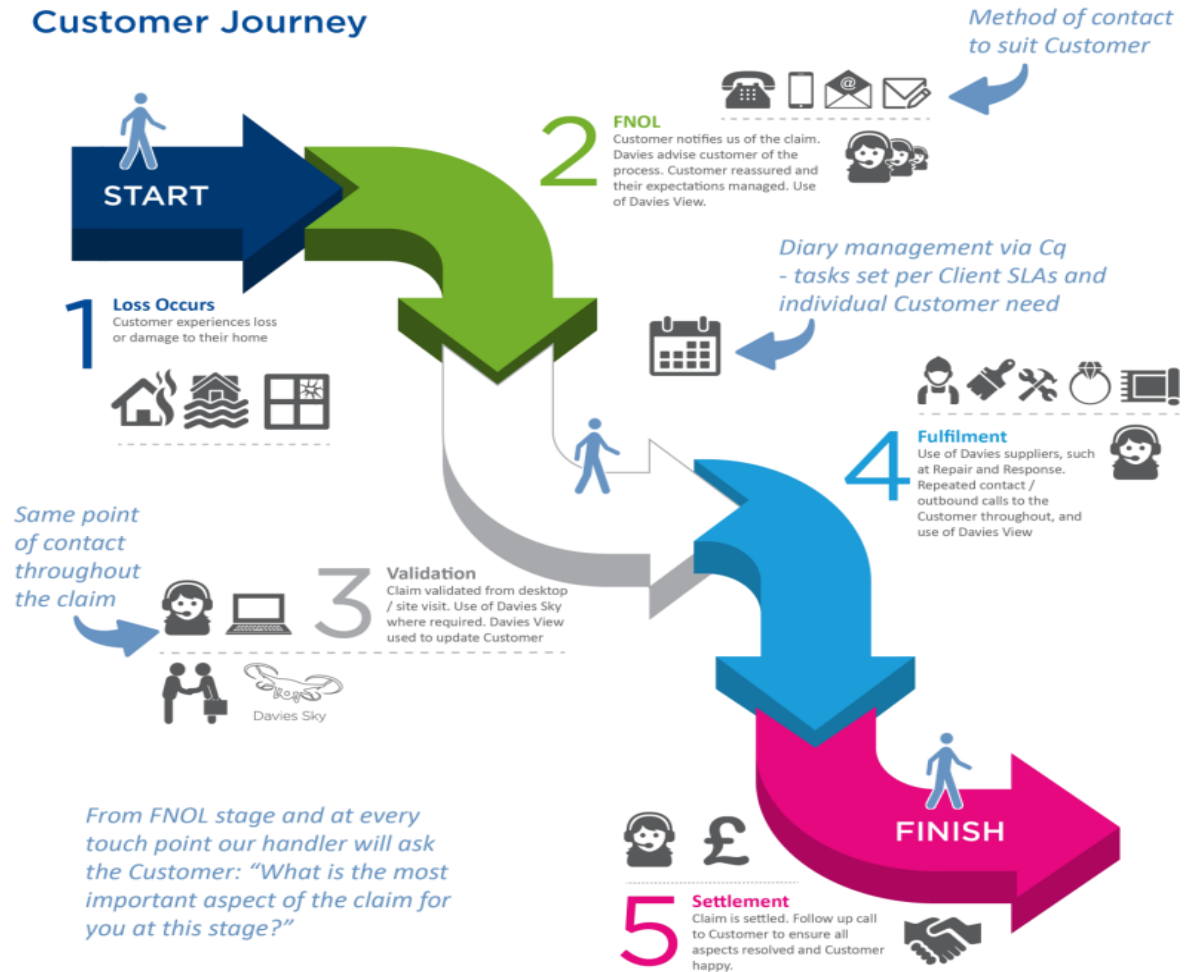 Customer Journey
Method of contact
to suit Customer
START
2
FNOL
Customer notifies us of the claim.
Davies advise customer of the
process. Customer reassured and
their expectations managed. Use
of Davies View.
1
Loss Occurs
Customer experiences loss
or damage to their home
Diary management via Cq
- tasks set per Client SLAs and
individual Customer need
4
Fulfilment
Use of Davies suppliers, such
at Repair and Response.
Repeated contact /
outbound calls to the
Customer throughout, and
use of Davies View
Same point
of contact
throughout
the claim
3
Validation
Claim validated from desktop
/ site visit. Use of Davies Sky
where required. Davies View
used to update Customer
Davies Sky
From FNOL stage and at every
touch point our handler will ask
the Customer: “What is the most
important aspect of the claim for
you at this stage?”
FINISH
£
5
Settlement
Claim is settled. Follow up call
to Customer to ensure all
aspects resolved and Customer
happy.